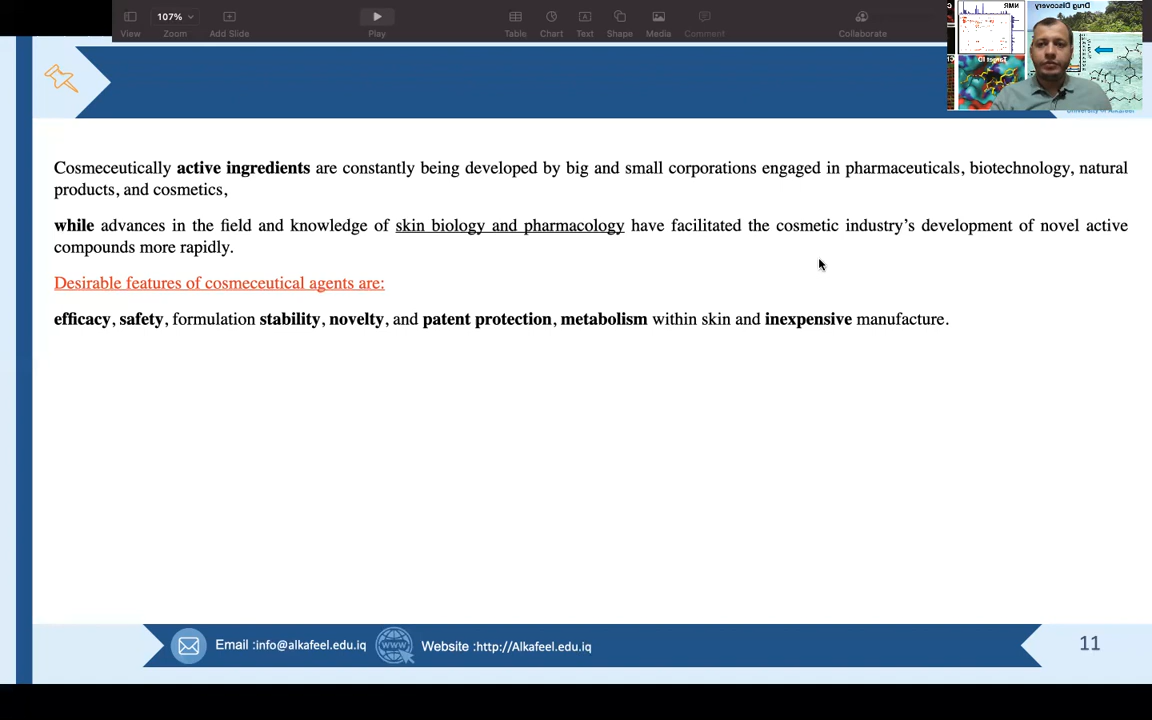 107%
View
Zoom
Add Slide
Play
Table
Chart
Text
Shape
Media
Comment
Collaborate
NMR
Drug Discovery
Target ID
Cosmeceutically active ingredients are constantly being developed by big and small corporations engaged in pharmaceuticals, biotechnology, natural
products, and cosmetics,
while advances in the field and knowledge of skin biology and pharmacology have facilitated the cosmetic industry's development of novel active
compounds more rapidly.
Desirable features of cosmeceutical agents are:
efficacy, safety, formulation stability, novelty, and patent protection, metabolism within skin and inexpensive manufacture.
Email :info@alkafeel.edu.iq
Website :http://Alkafeel.edu.iq
11